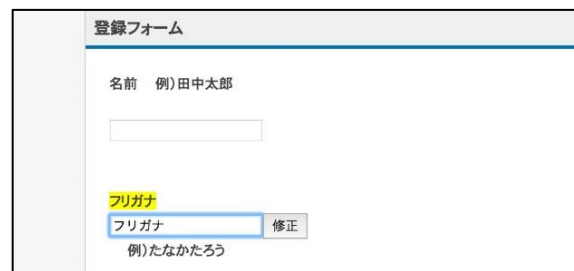 登録フォーム
名前 例)田中太郎
フリガナ
フリガナ 修正
例)たなかたろう